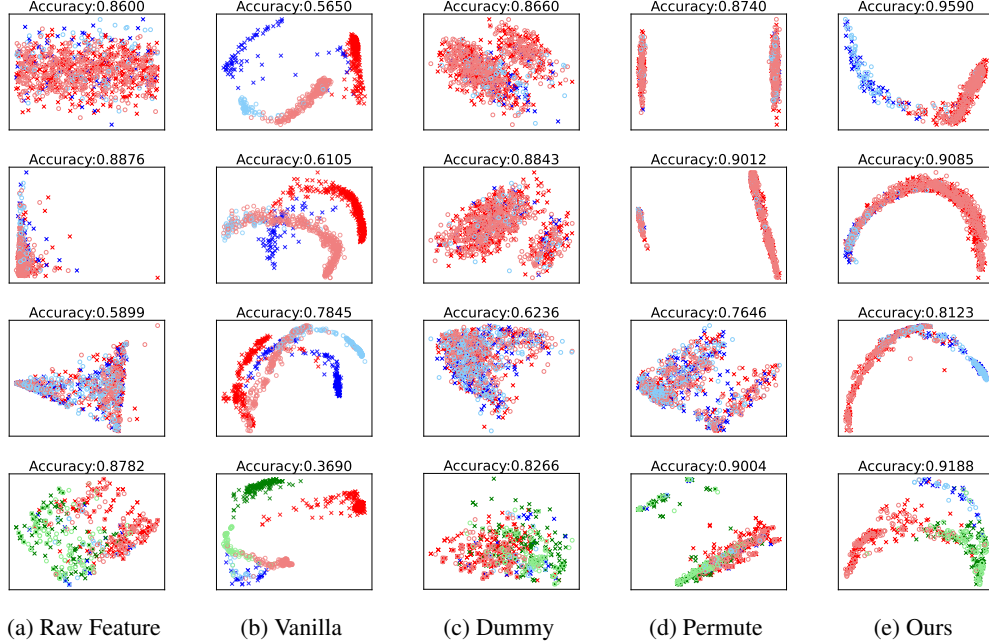 Accuracy:0.8600 Accuracy:0.5650 Accuracy:0.8660 Accuracy:0.8740 Accuracy:0.9590
Accuracy:0.8876 Accuracy:0.6105 Accuracy:0.8843 Accuracy:0.9012 Accuracy:0.9085
Accuracy:0.5899 Accuracy:0.7845 Accuracy:0.6236 Accuracy:0.7646 Accuracy:0.8123
Accuracy:0.8782 Accuracy:0.3690 Accuracy:0.8266 Accuracy:0.9004 Accuracy:0.9188
(a) Raw Feature (b) Vanilla (c) Dummy (d) Permute (e) Ours